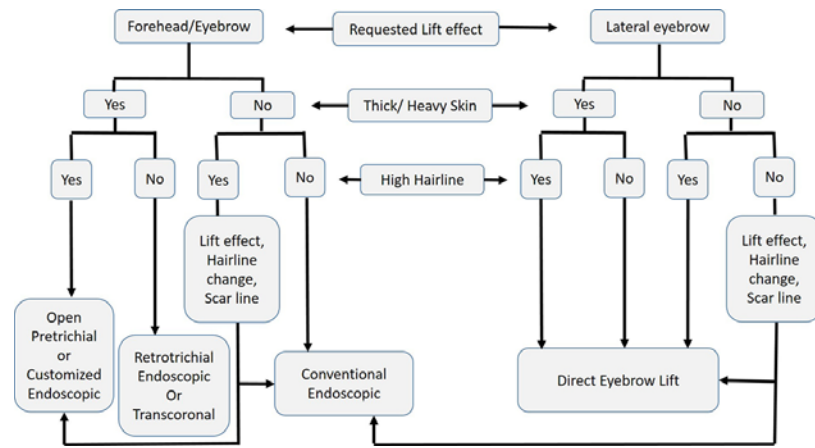 Forehead/Eyebrow
Requested Lift effect
Lateral eyebrow
Yes
No
Thick/ Heavy Skin
Yes
No
Yes
No
Yes
No
High Hairline
Yes
No
Yes
No
Lift effect,
Hairline
change,
Scar line
Lift effect,
Hairline
change,
Scar line
Open
Pretrichial
or
Customized
Endoscopic
Retrotrichial
Endoscopic
Or
Transcoronal
Conventional
Endoscopic
Direct Eyebrow Lift